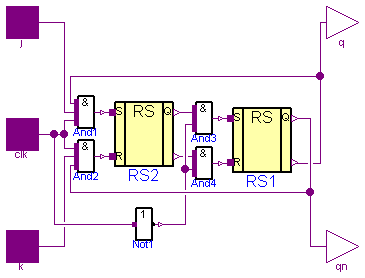 j
q
&
S RS Q
&
S RS Q
And1
And3
clk
&
R
&
R
And2
RS2
And4
RS1
1
Not1
k
qn